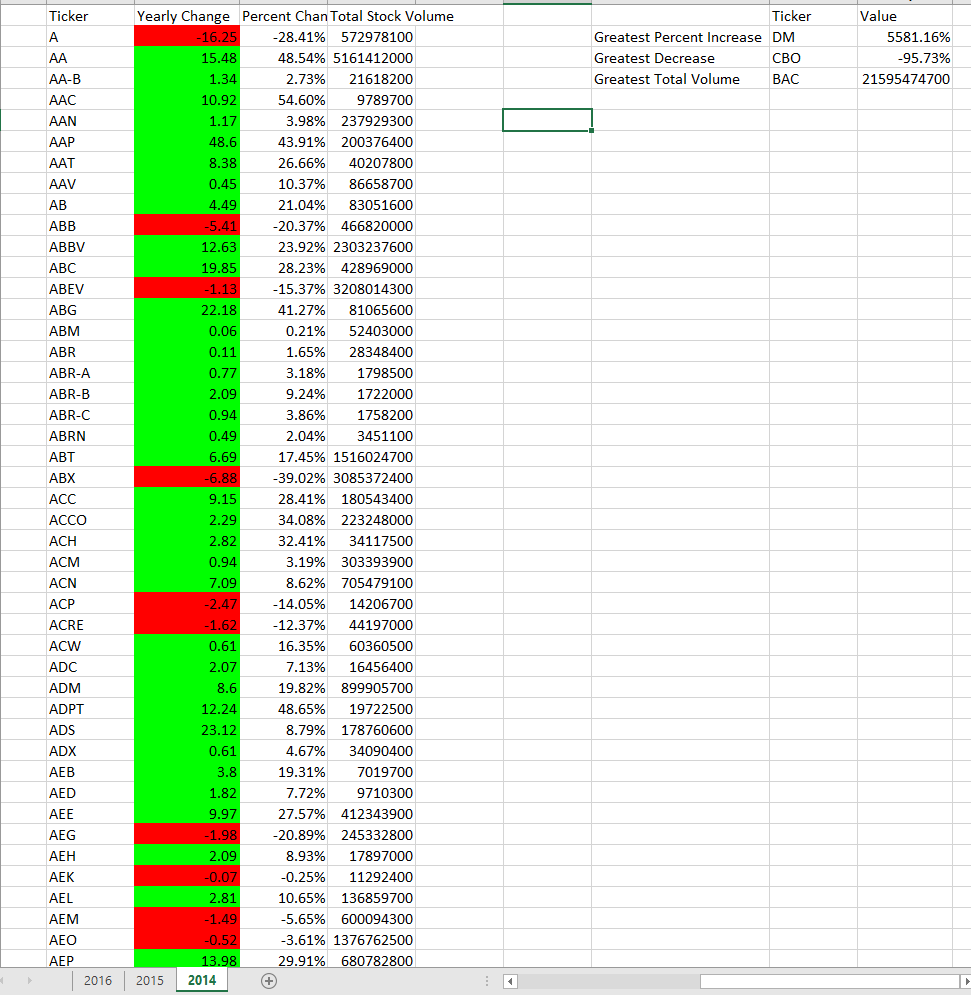 Ticker Yearly Change Percent Chan Total Stock Volume Ticker Value
A -16.25 -28.41% 572978100 Greatest Percent Increase DM 5581.16%
AA 15.48 48.54% 5161412000 Greatest Decrease CBO -95.73%
AA-B 1.34 2.73% 21618200 Greatest Total Volume BAC 21595474700
AAC 10.92 54.60% 9789700
AAN 1.17 3.98% 237929300
AAP 48.6 43.91% 200376400
AAT 8.38 26.66% 40207800
AAV 0.45 10.37% 86658700
AB 4.49 21.04% 83051600
ABB -5.41 -20.37% 466820000
ABBV 12.63 23.92% 2303237600
ABC 19.85 28.23% 428969000
ABEV -1.13 -15.37% 3208014300
ABG 22.18 41.27% 81065600
ABM 0.06 0.21% 52403000
ABR 0.11 1.65% 28348400
ABR-A 0.77 3.18% 1798500
ABR-B 2.09 9.24% 1722000
ABR-C 0.94 3.86% 1758200
ABRN 0.49 2.04% 3451100
ABT 6.69 17.45% 1516024700
ABX -6.88 -39.02% 3085372400
ACC 9.15 28.41% 180543400
ACCO 2.29 34.08% 223248000
ACH 2.82 32.41% 34117500
ACM 0.94 3.19% 303393900
ACN 7.09 8.62% 705479100
ACP -2.47 -14.05% 14206700
ACRE -1.62 -12.37% 44197000
ACW 0.61 16.35% 60360500
ADC 2.07 7.13% 16456400
ADM 8.6 19.82% 899905700
ADPT 12.24 48.65% 19722500
ADS 23.12 8.79% 178760600
ADX 0.61 4.67% 34090400
AEB 3.8 19.31% 7019700
AED 1.82 7.72% 9710300
AEE 9.97 27.57% 412343900
AEG -1.98 -20.89% 245332800
AEH 2.09 8.93% 17897000
AEK -0.07 -0.25% 11292400
AEL 2.81 10.65% 136859700
AEM -1.49 -5.65% 600094300
AEO -0.52 -3.61% 1376762500
AEP 13.98 29.91% 680782800
2016 2015 2014